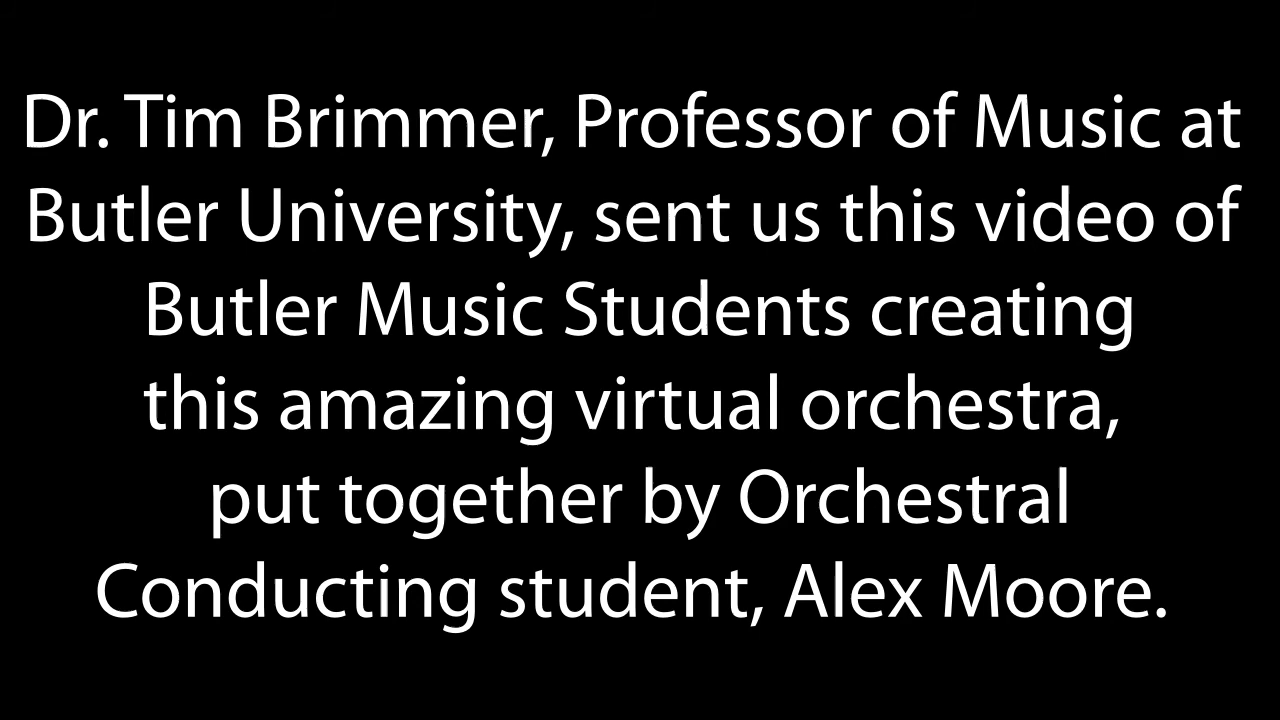 Dr. Tim Brimmer, Professor of Music at
Butler University, sent us this video of
Butler Music Students creating
this amazing virtual orchestra,
put together by Orchestral
Conducting student, Alex Moore.